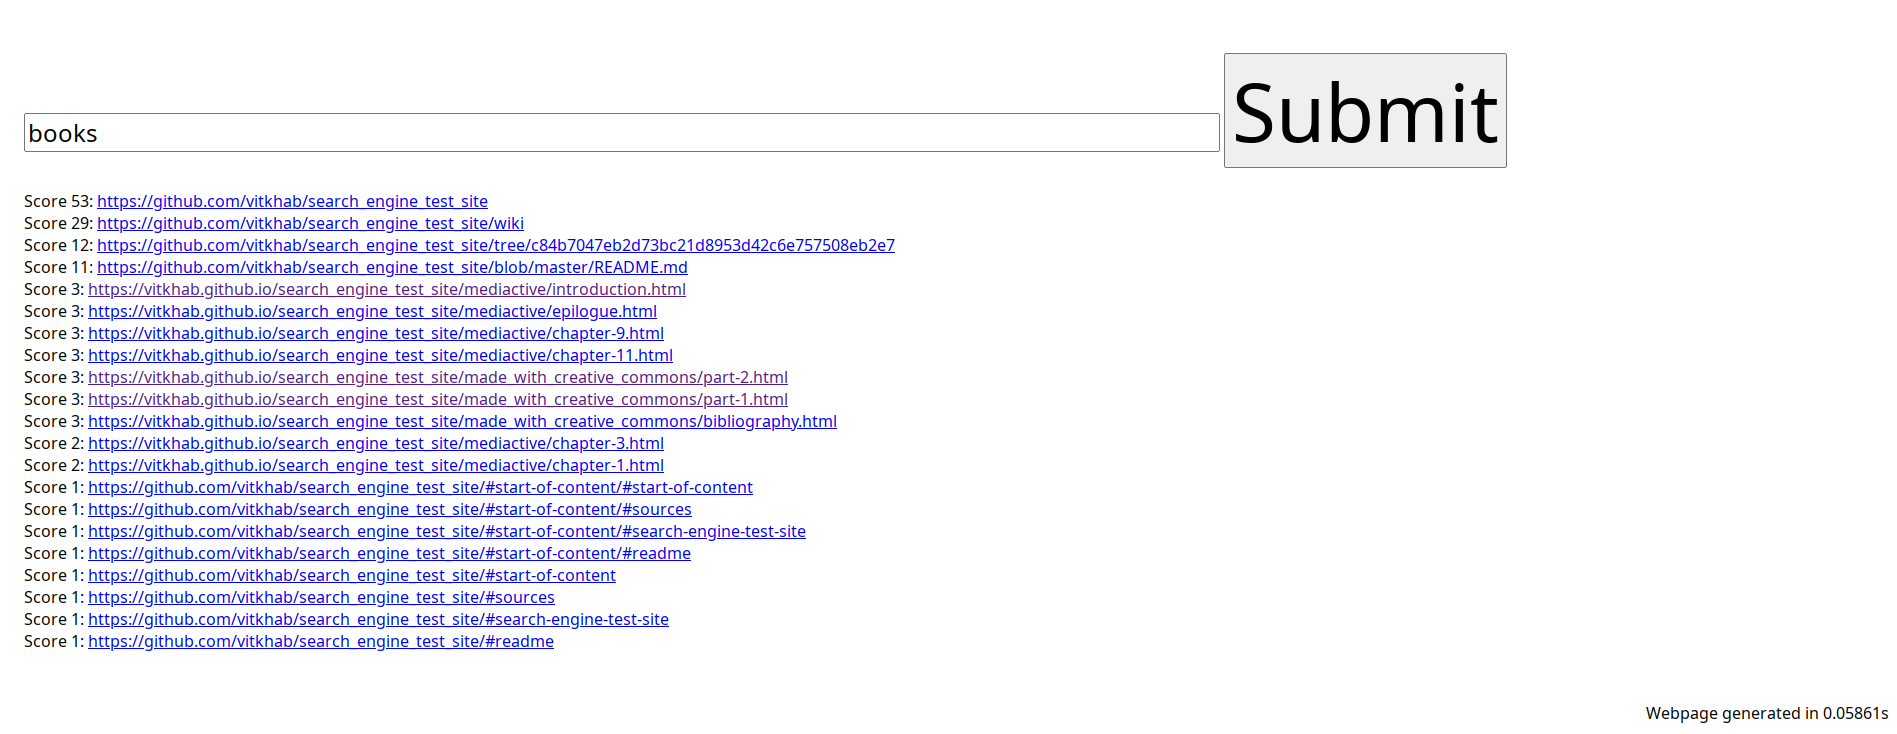 books
Submit
Score 53: https://github.com/vitkhab/search_engine_test_site
Score 29: https://github.com/vitkhab/search_engine_test_site/wiki
Score 12: https://github.com/vitkhab/search_engine_test_site/tree/c84b7047eb2d73bc21d8953d42c6e757508eb2e7
Score 11: https://github.com/vitkhab/search_engine_test_site/blob/master/README.md
Score 3: https://vitkhab.github.io/search_engine_test_site/mediactive/introduction.html
Score 3: https://vitkhab.github.io/search_engine_test_site/mediactive/epilogue.html
Score 3: https://vitkhab.github.io/search_engine_test_site/mediactive/chapter-9.html
Score 3: https://vitkhab.github.io/search_engine_test_site/mediactive/chapter-11.html
Score 3: https://vitkhab.github.io/search_engine_test_site/made_with_creative_commons/part-2.html
Score 3: https://vitkhab.github.io/search_engine_test_site/made_with_creative_commons/part-1.html
Score 3: https://vitkhab.github.io/search_engine_test_site/made_with_creative_commons/bibliography.html
Score 2: https://vitkhab.github.io/search_engine_test_site/mediactive/chapter-3.html
Score 2: https://vitkhab.github.io/search_engine_test_site/mediactive/chapter-1.html
Score 1: https://github.com/vitkhab/search_engine_test_site/#start-of-content/#start-of-content
Score 1: https://github.com/vitkhab/search_engine_test_site/#start-of-content/#sources
Score 1: https://github.com/vitkhab/search_engine_test_site/#start-of-content/#search-engine-test-site
Score 1: https://github.com/vitkhab/search_engine_test_site/#start-of-content/#readme
Score 1: https://github.com/vitkhab/search_engine_test_site/#start-of-content
Score 1: https://github.com/vitkhab/search_engine_test_site/#sources
Score 1: https://github.com/vitkhab/search_engine_test_site/#search-engine-test-site
Score 1: https://github.com/vitkhab/search_engine_test_site/#readme
Webpage generated in 0.05861s